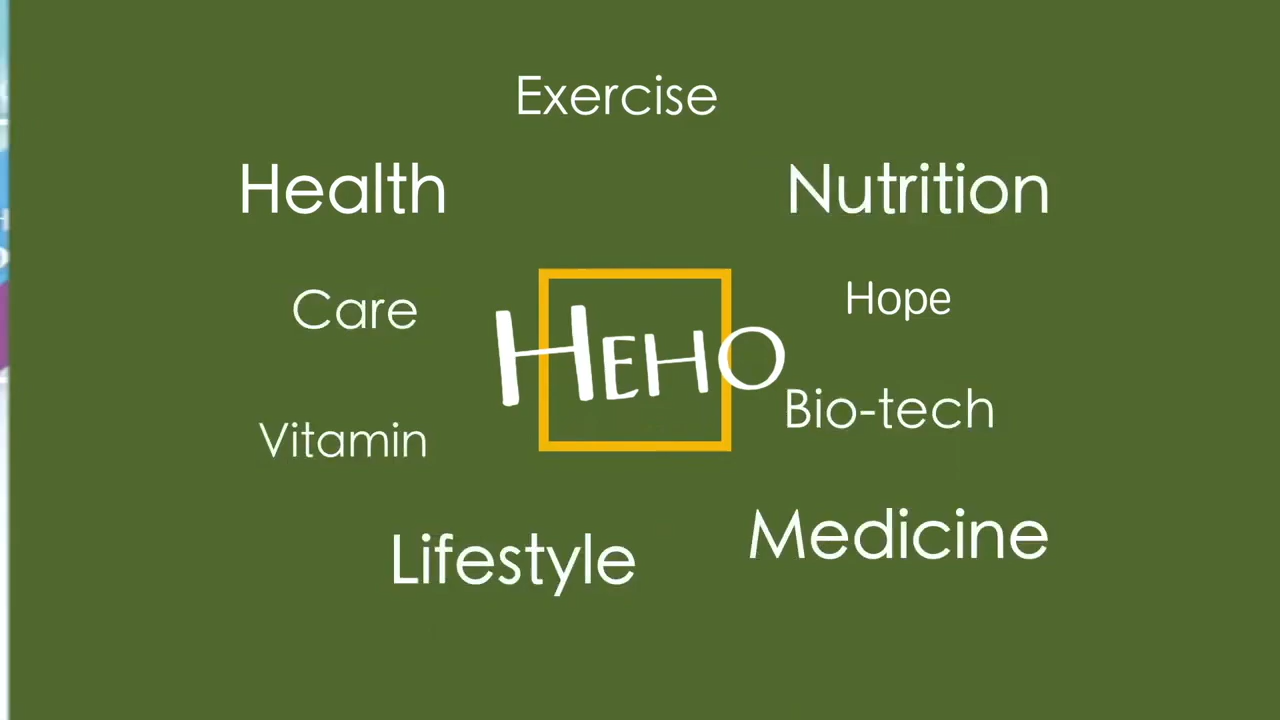 Exercise
Health
Nutrition
Care
Hope
HEHO
Bio-tech
Vitamin
Medicine
Lifestyle